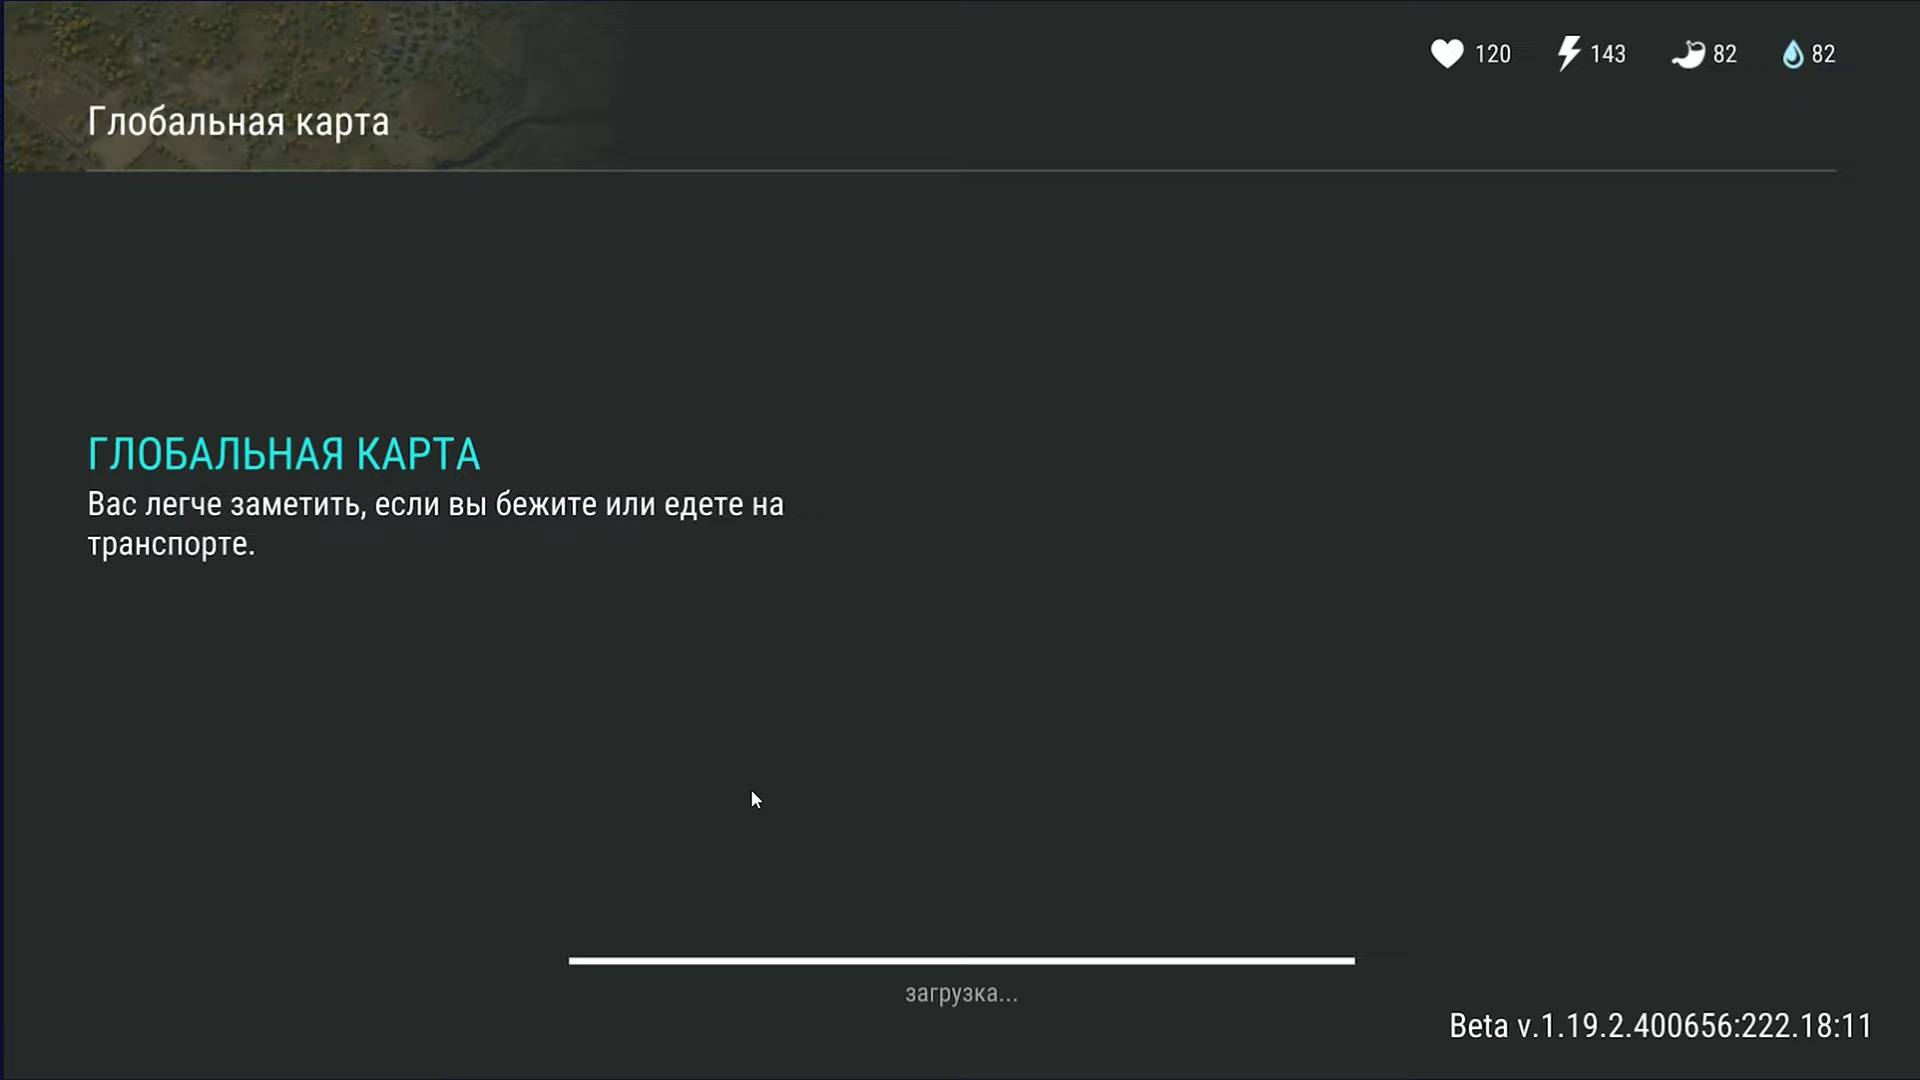 120 143 82 82
Глобальная карта
ГЛОБАЛЬНАЯ КАРТА
Вас легче заметить, если вы бежите или едете на
транспорте.
загрузка...
Beta v.1.19.2.400656:222.18:11